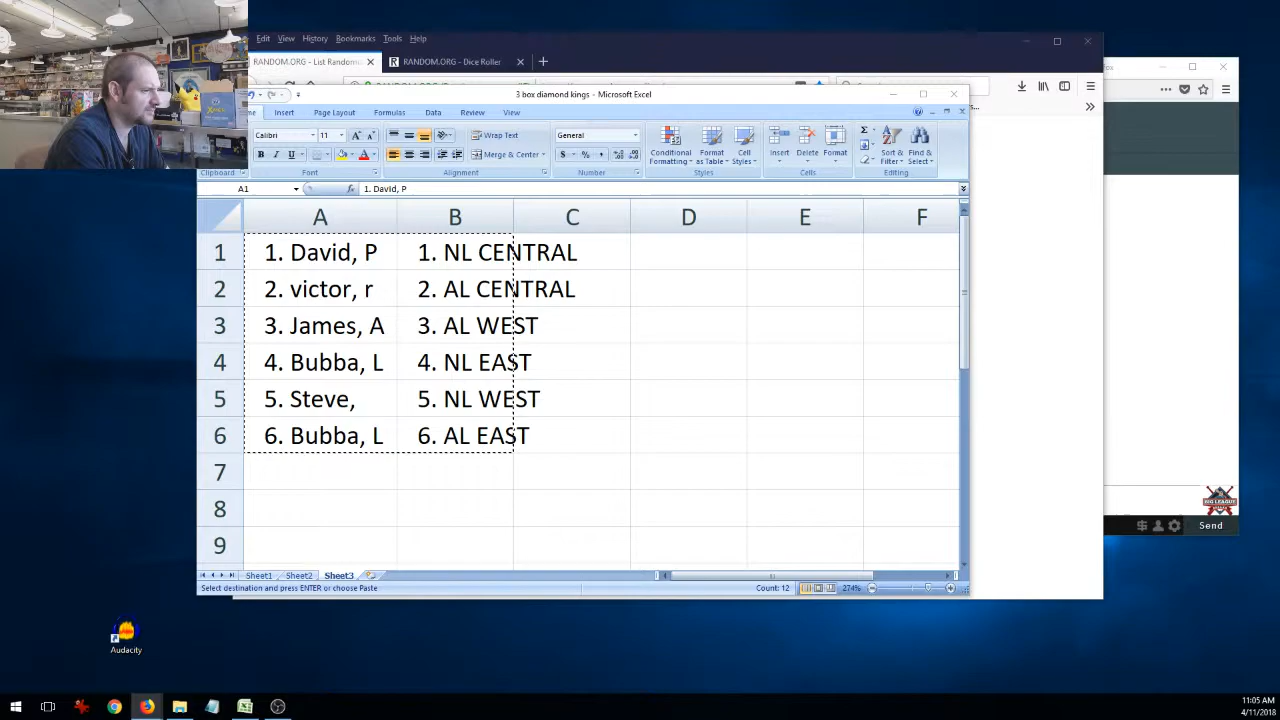 File View History Bookmarks Tools Help
RANDOM.ORG - List Random
RANDOM.ORG - Dice Roller
3 box diamond kings - Microsoft Excel
Insert Page Layout Formulas Data Review View
Calibri 11
Wrap Text
General
Merge & Center
Conditional Formatting
Format as Table
Cell Styles
Insert Delete Format
Sort & Filter
Find & Select
Clipboard Font Alignment Number Styles Cells Editing
A1 1. David, P
A B C D E F
1 1. David, P 1. NL CENTRAL
2 2. victor, r 2. AL CENTRAL
3 3. James, A 3. AL WEST
4 4. Bubba, L 4. NL EAST
5 5. Steve, 5. NL WEST
6 6. Bubba, L 6. AL EAST
7
8
9
Sheet1 Sheet2 Sheet3
Select destination and press ENTER or choose Paste Count: 12 274%
BIG LEAGUE
Send
Audacity
11:05 AM
4/11/2018